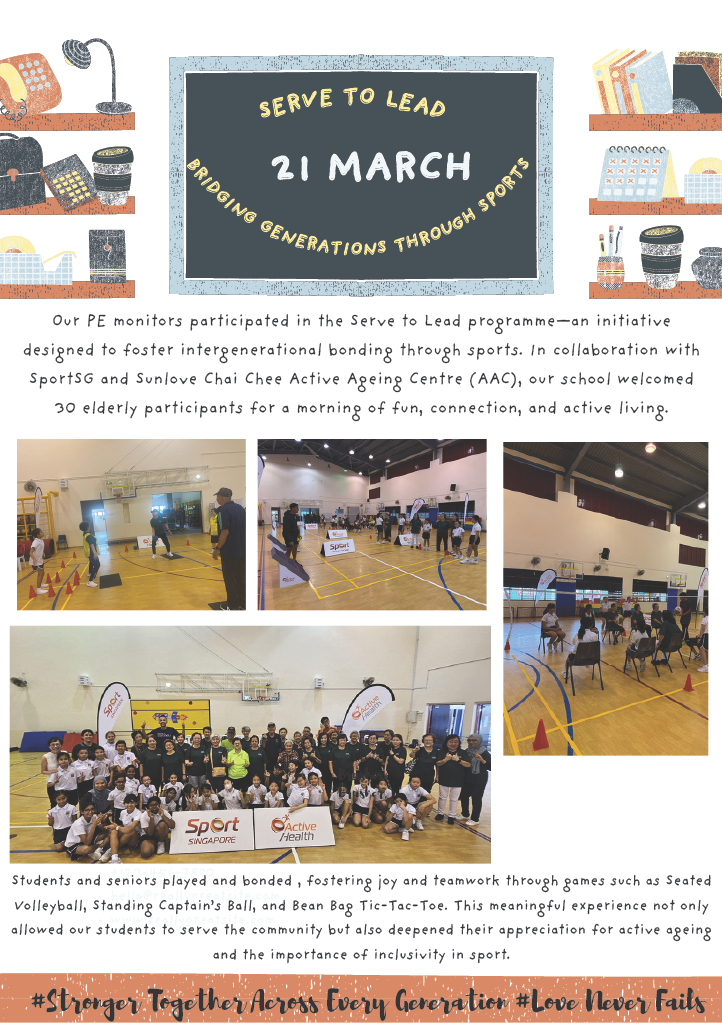 SERVE TO LEAD
21 MARCH
BRIDGING GENERATIONS THROUGH SPORTS
Our PE monitors participated in the Serve to Lead programme—an initiative
designed to foster intergenerational bonding through sports. In collaboration with
SportSG and Sunlove Chai Chee Active Ageing Centre (AAC), our school welcomed
30 elderly participants for a morning of fun, connection, and active living.
Sport
Sport
Active
Health
Sport
SINGAPORE
Active
Health
Students and seniors played and bonded , fostering joy and teamwork through games such as Seated
Volleyball, Standing Captain's Ball, and Bean Bag Tic-Tac-Toe. This meaningful experience not only
allowed our students to serve the community but also deepened their appreciation for active ageing
and the importance of inclusivity in sport.
#Stronger Together Across Every Generation #Love Never Fails